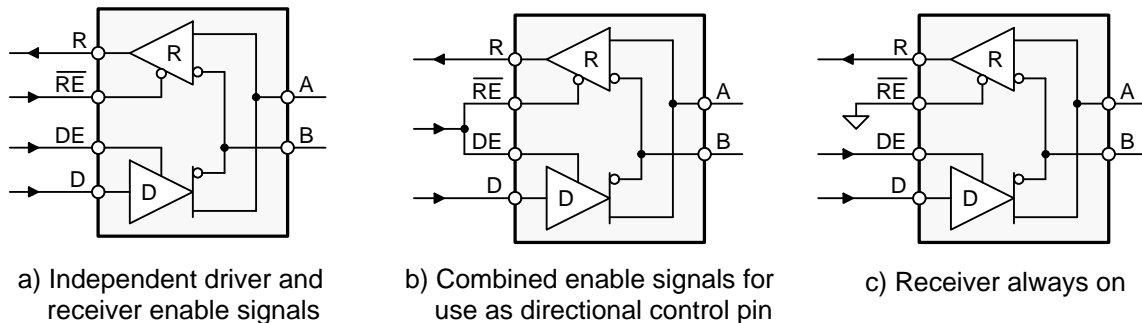 R
R
RE
A
DE
B
D
D
a) Independent driver and
receiver enable signals
R
R
RE
A
DE
B
D
D
b) Combined enable signals for
use as directional control pin
R
R
RE
A
DE
B
D
D
c) Receiver always on